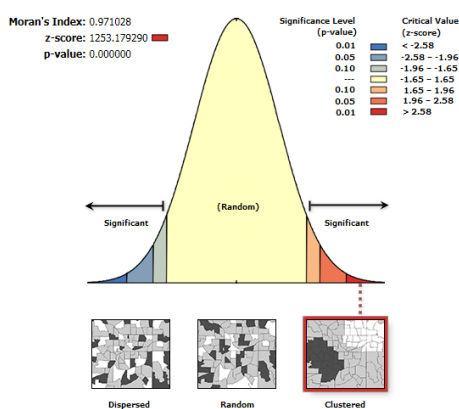 Moran's Index: 0.971028
z-score: 1253.179290
p-value: 0.000000
Significance Level
(p-value)
Critical Value
(z-score)
0.01 < -2.58
0.05 -2.58 – -1.96
0.10 -1.96 – -1.65
--- -1.65 – 1.65
0.10 1.65 – 1.96
0.05 1.96 – 2.58
0.01 > 2.58
(Random)
Significant Significant
Dispersed Random Clustered